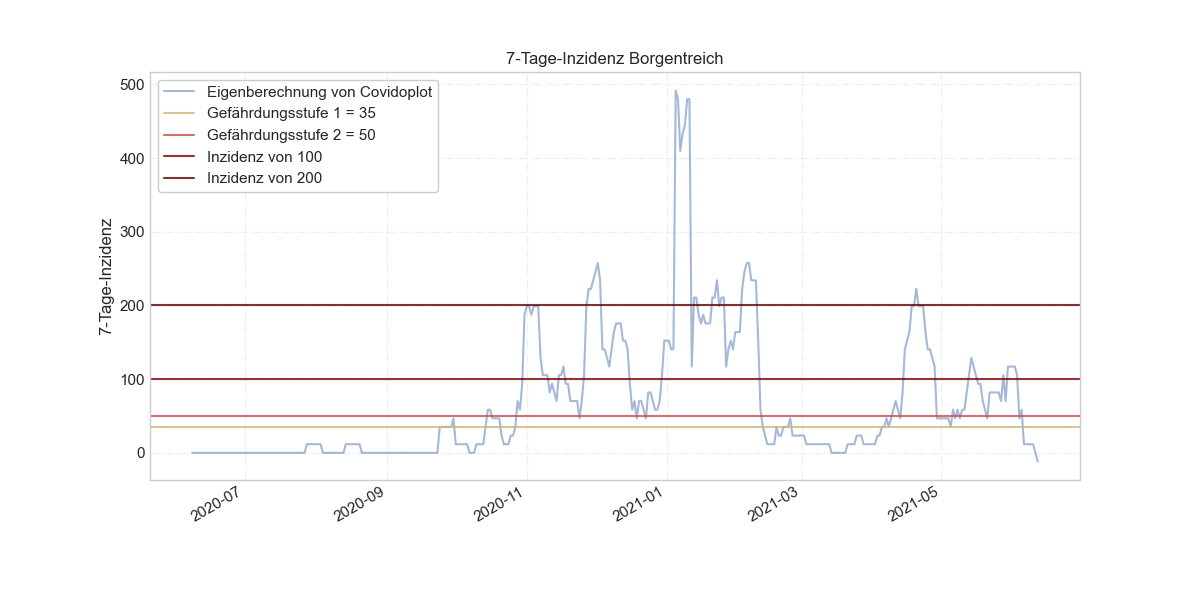 7-Tage-Inzidenz Borgentreich
Eigenberechnung von Covidoplot
Gefährdungsstufe 1 = 35
Gefährdungsstufe 2 = 50
Inzidenz von 100
Inzidenz von 200
7-Tage-Inzidenz
500
400
300
200
100
0
2020-07
2020-09
2020-11
2021-01
2021-03
2021-05